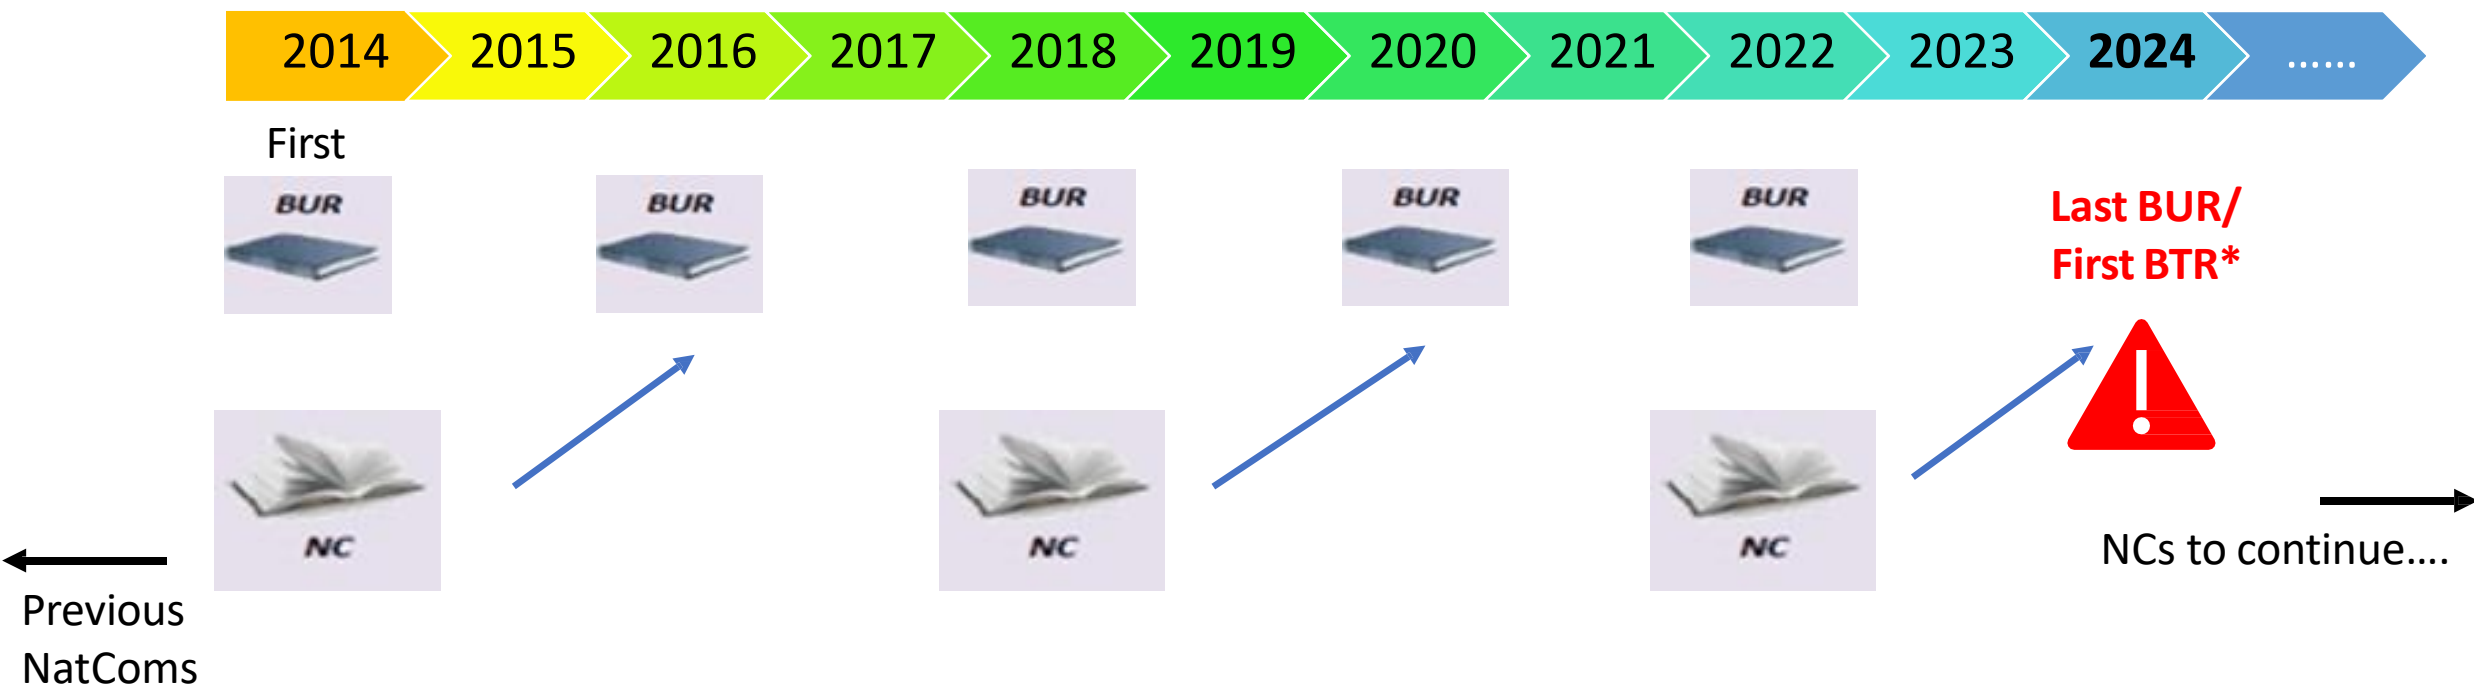 2014 2015 2016 2017 2018 2019 2020 2021 2022 2023 2024 ......
First
BUR BUR BUR BUR BUR
Last BUR/
First BTR*
NC NC NC
NCs to continue....
Previous
NatComs